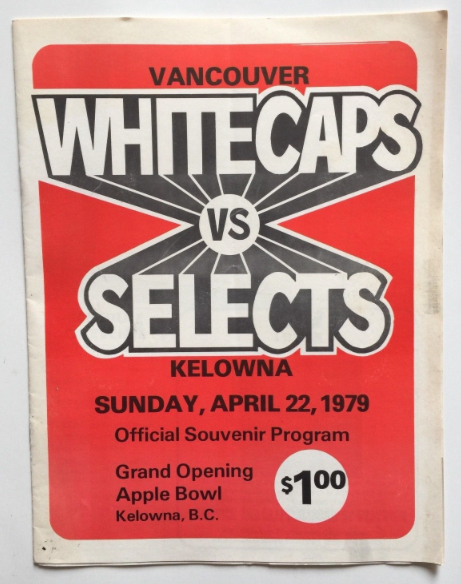 VANCOUVER
WHITECAPS
VS
SELECTS
KELOWNA
SUNDAY, APRIL 22, 1979
Official Souvenir Program
Grand Opening
Apple Bowl
Kelowna, B.C.
$1.00